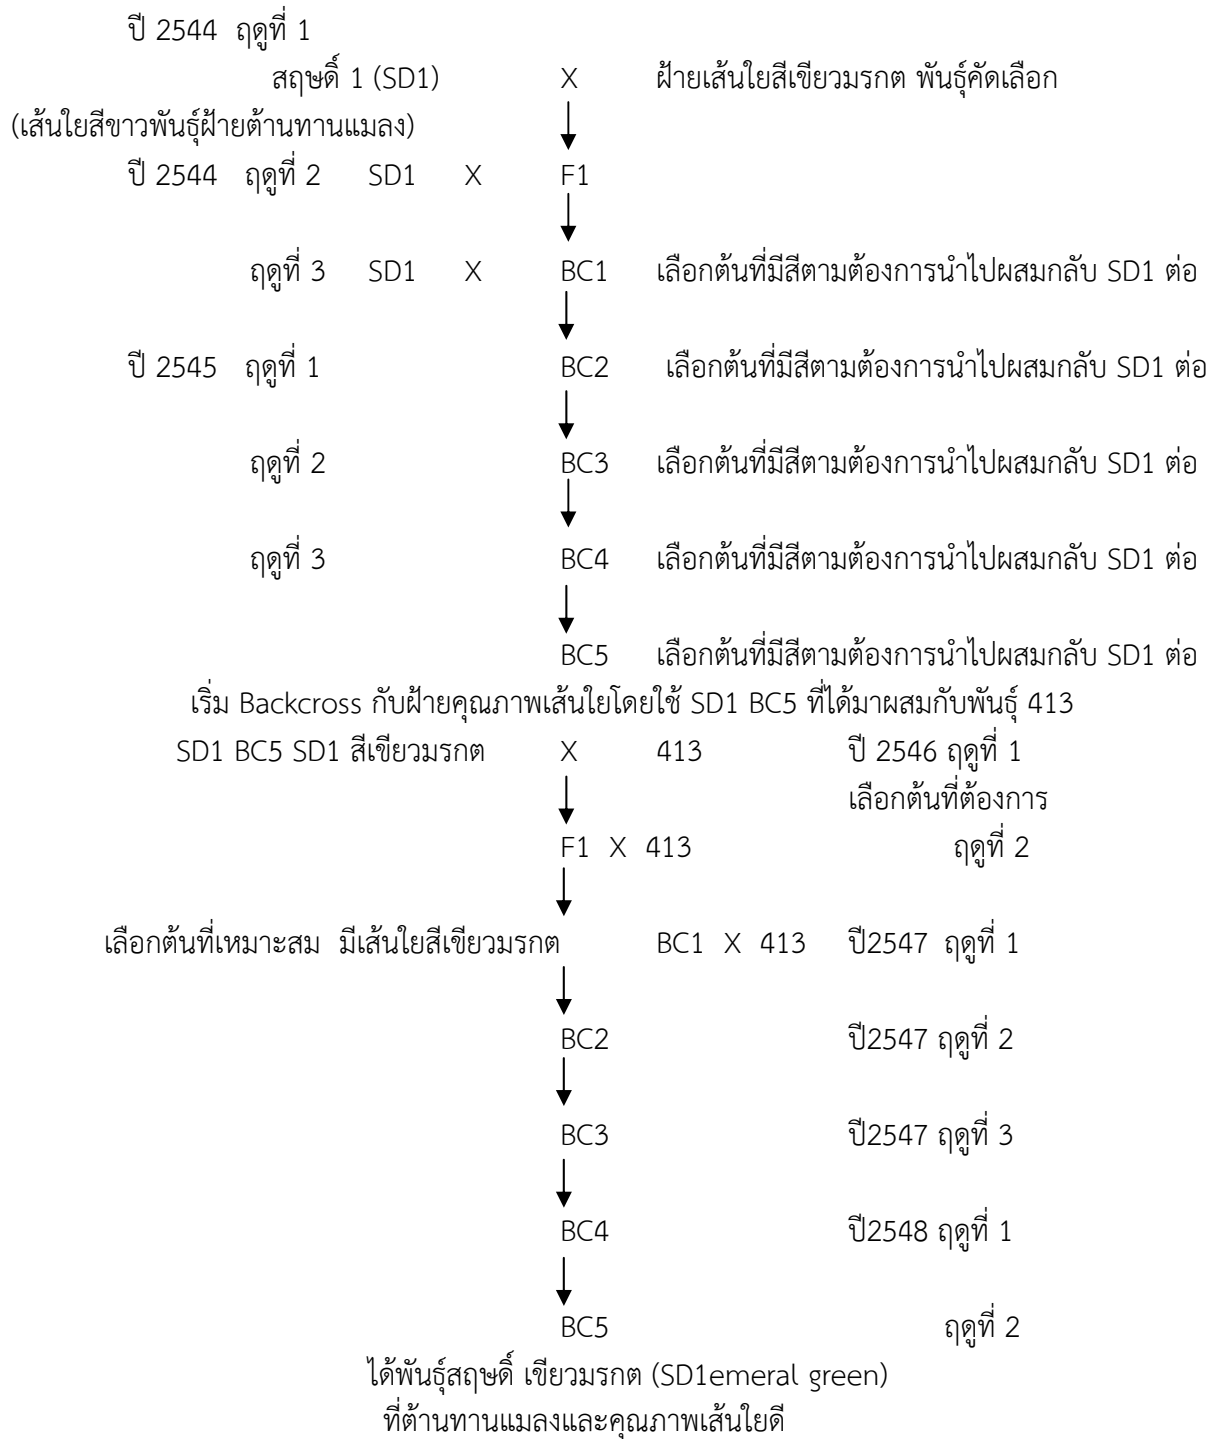 ปี 2544 ฤดูที่ 1
สฤษดิ์ 1 (SD1) X ฝ้ายเส้นใยสีเขียวมรกต พันธุ์คัดเลือก
(เส้นใยสีขาวพันธุ์ฝ้ายต้านทานแมลง)
ปี 2544 ฤดูที่ 2 SD1 X F1
ฤดูที่ 3 SD1 X BC1 เลือกต้นที่มีสีตามต้องการนำไปผสมกลับ SD1 ต่อ
ปี 2545 ฤดูที่ 1 BC2 เลือกต้นที่มีสีตามต้องการนำไปผสมกลับ SD1 ต่อ
ฤดูที่ 2 BC3 เลือกต้นที่มีสีตามต้องการนำไปผสมกลับ SD1 ต่อ
ฤดูที่ 3 BC4 เลือกต้นที่มีสีตามต้องการนำไปผสมกลับ SD1 ต่อ
BC5 เลือกต้นที่มีสีตามต้องการนำไปผสมกลับ SD1 ต่อ
เริ่ม Backcross กับฝ้ายคุณภาพเส้นใยโดยใช้ SD1 BC5 ที่ได้มาผสมกับพันธุ์ 413
SD1 BC5 SD1 สีเขียวมรกต X 413 ปี 2546 ฤดูที่ 1
เลือกต้นที่ต้องการ
F1 X 413 ฤดูที่ 2
เลือกต้นที่เหมาะสม มีเส้นใยสีเขียวมรกต BC1 X 413 ปี2547 ฤดูที่ 1
BC2 ปี2547 ฤดูที่ 2
BC3 ปี2547 ฤดูที่ 3
BC4 ปี2548 ฤดูที่ 1
BC5 ฤดูที่ 2
ได้พันธุ์สฤษดิ์ เขียวมรกต (SD1emeral green)
ที่ต้านทานแมลงและคุณภาพเส้นใยดี